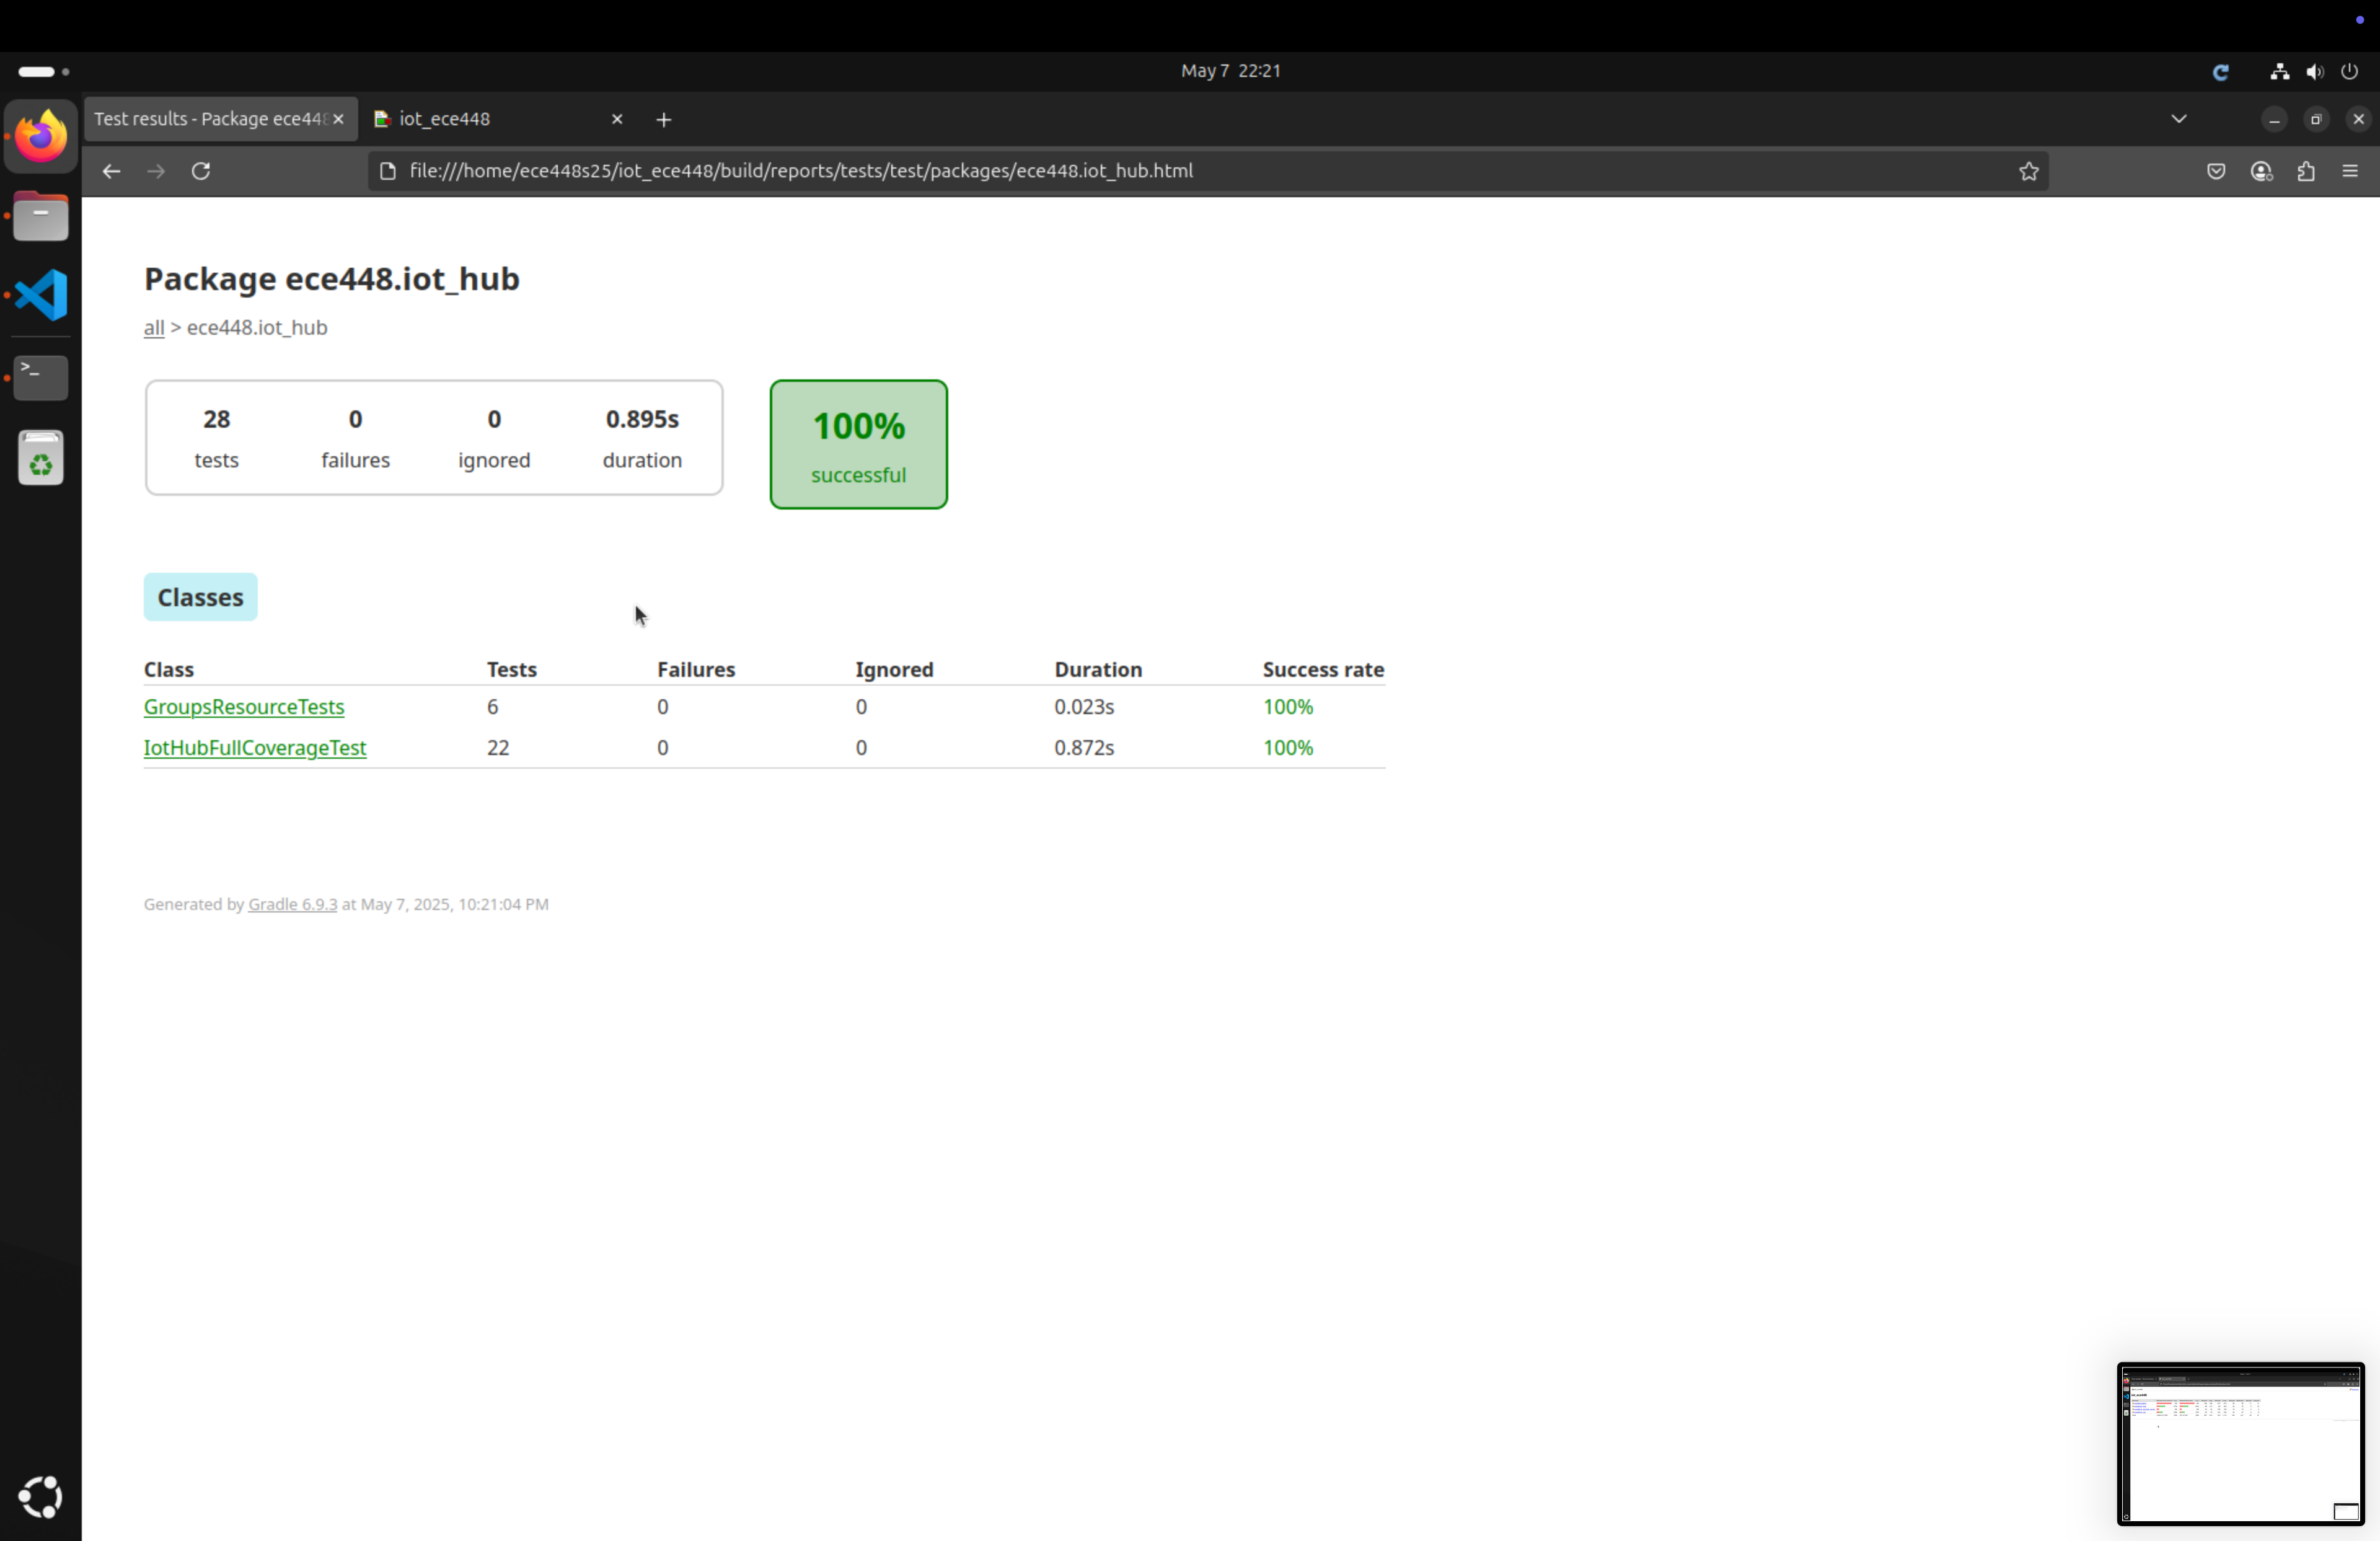 May 7 22:21
Test results - Package ece448
iot_ece448
file:///home/ece448s25/iot_ece448/build/reports/tests/test/packages/ece448.iot_hub.html
Package ece448.iot_hub
all > ece448.iot_hub
28 0 0 0.895s
tests failures ignored duration
100%
successful
Classes
Class Tests Failures Ignored Duration Success rate
GroupsResourceTests 6 0 0 0.023s 100%
IotHubFullCoverageTest 22 0 0 0.872s 100%
Generated by Gradle 6.9.3 at May 7, 2025, 10:21:04 PM